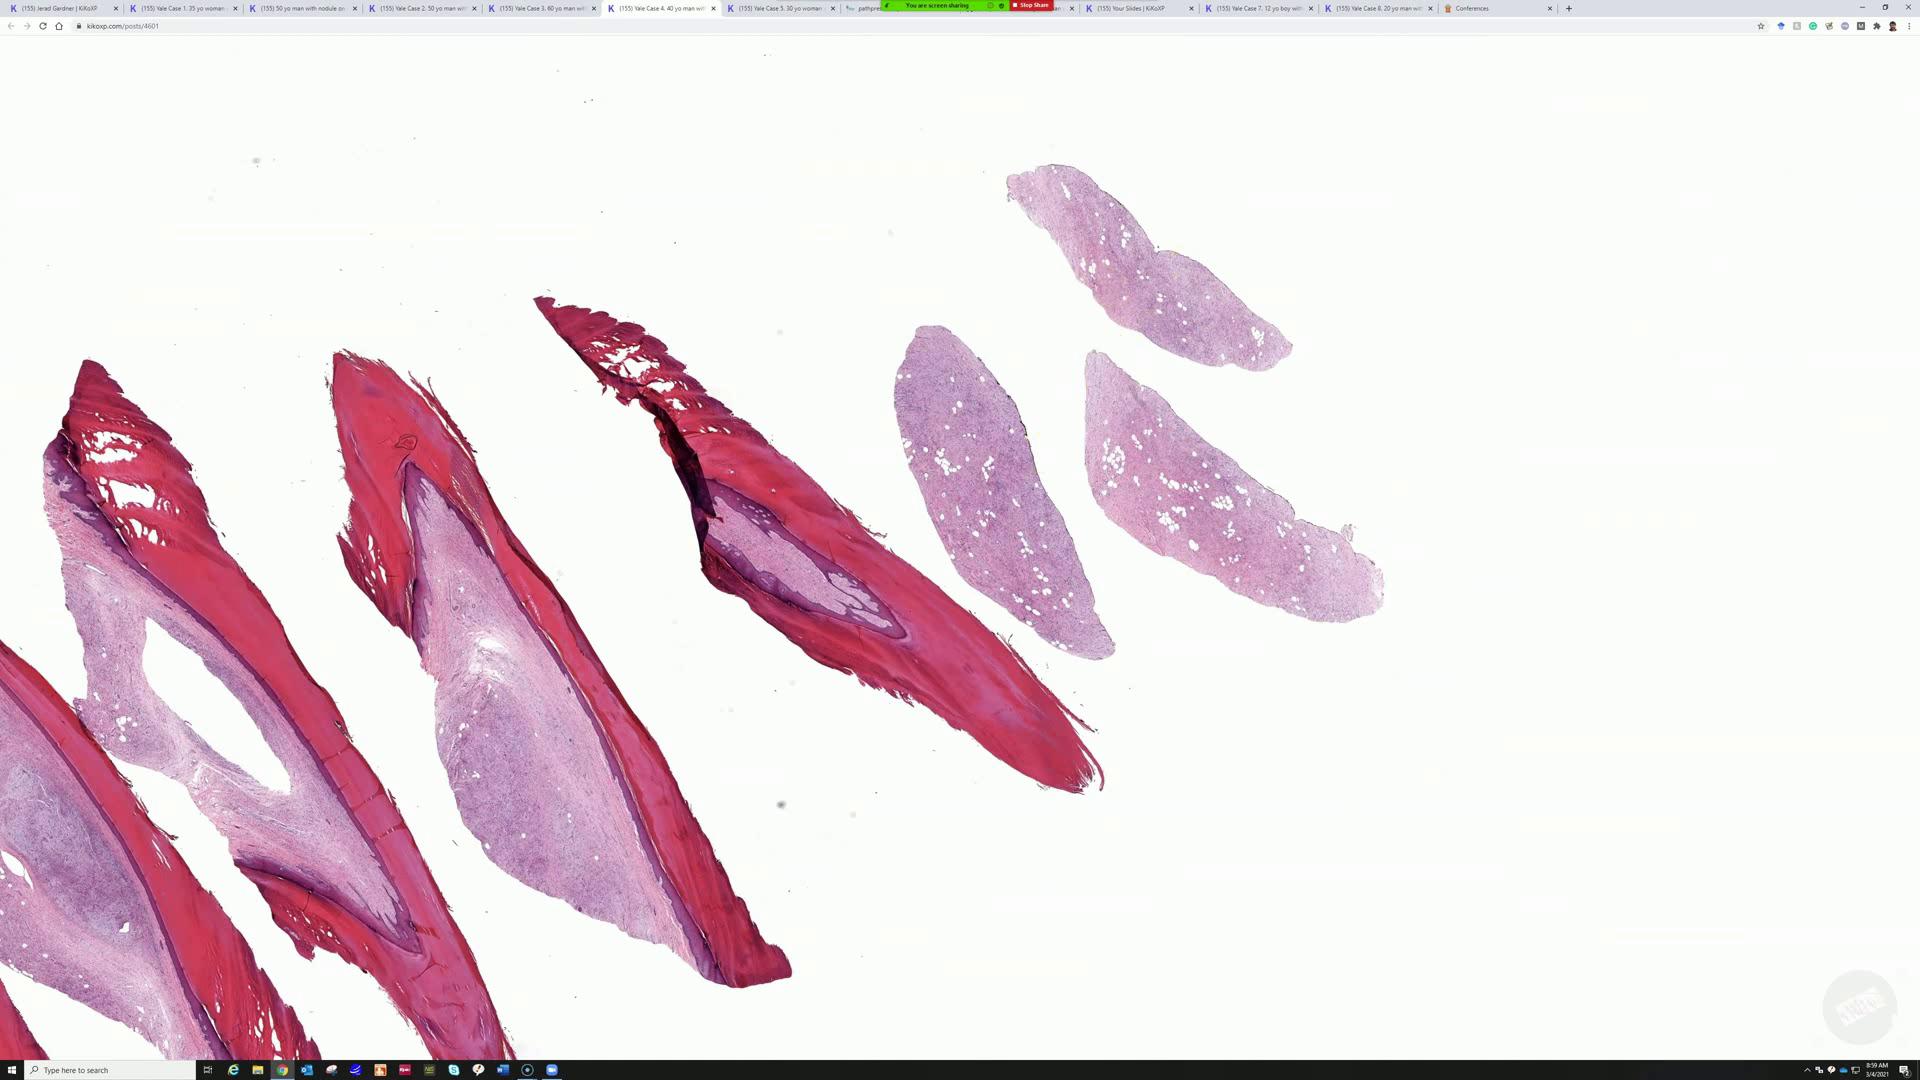 (155) Jerad Gardner | KiKoXP
(155) Yale Case 1. 35 yo woman
(155) 50 yo man with nodule on
(155) Yale Case 2. 50 yo man wit
(155) Yale Case 3. 60 yo man wit
(155) Yale Case 4. 40 yo man wit
(155) Yale Case 5. 30 yo woman
pathpre
You are screen sharing
Stop Share
(155) Your Slides | KiKoXP
(155) Yale Case 7. 12 yo boy with
(155) Yale Case 8. 20 yo man wit
Conferences
kikoxp.com/posts/4601
Type here to search
8:59 AM
3/4/2021